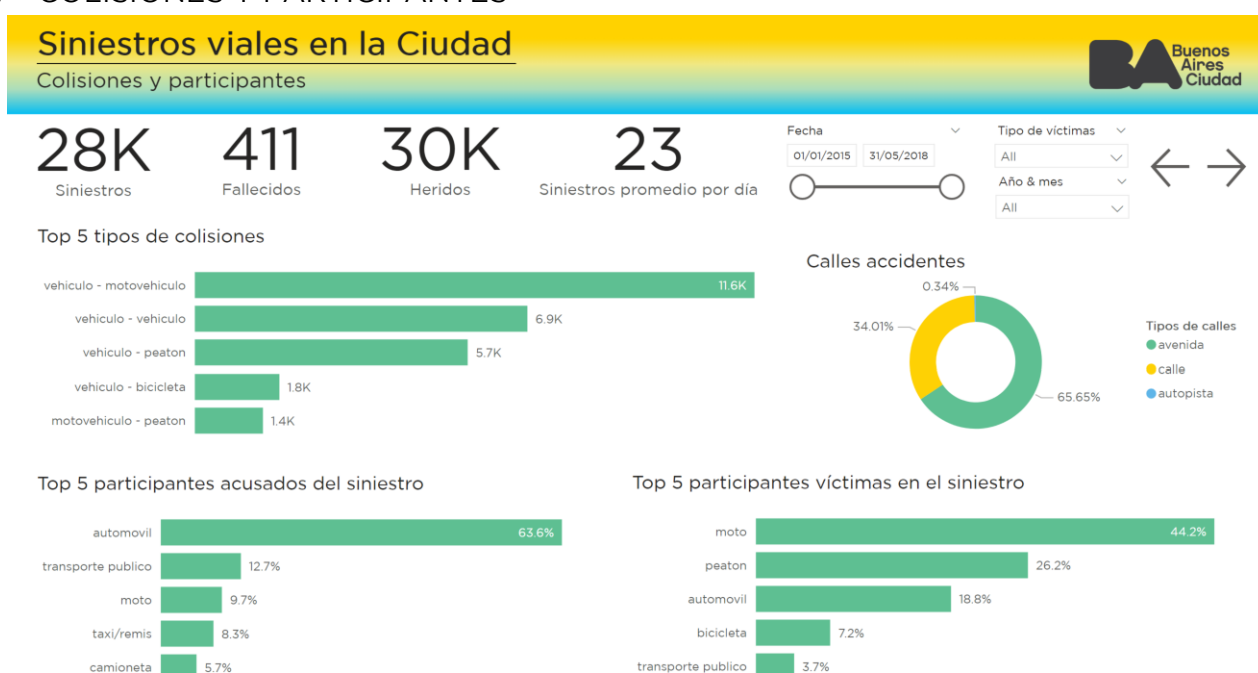 COLISIONES Y PARTICIPANTES
Siniestros viales en la Ciudad
Colisiones y participantes
Buenos
Aires
Ciudad
28K
Siniestros
411
Fallecidos
30K
Heridos
23
Siniestros promedio por día
Fecha
01/01/2015 31/05/2018
Tipo de víctimas
All
Año & mes
All
Top 5 tipos de colisiones
vehiculo - motovehiculo 11.6K
vehiculo - vehiculo 6.9K
vehiculo - peaton 5.7K
vehiculo - bicicleta 1.8K
motovehiculo - peaton 1.4K
Calles accidentes
0.34%
34.01%
65.65%
Tipos de calles
avenida
calle
autopista
Top 5 participantes acusados del siniestro
automovil 63.6%
transporte publico 12.7%
moto 9.7%
taxi/remis 8.3%
camioneta 5.7%
Top 5 participantes víctimas en el siniestro
moto 44.2%
peaton 26.2%
automovil 18.8%
bicicleta 7.2%
transporte publico 3.7%